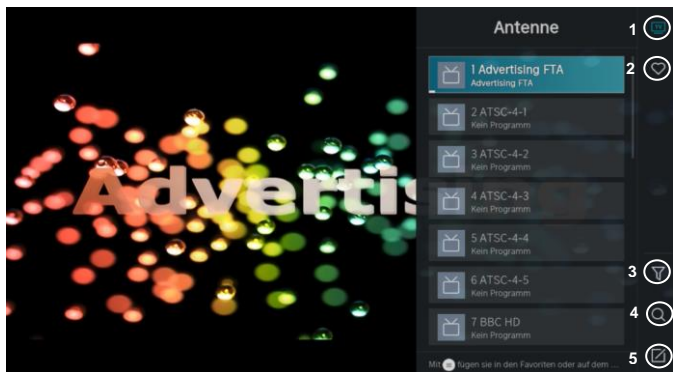 Antenne
1
2
1 Advertising FTA
Advertising FTA
2 ATSC-4-1
Kein Programm
3 ATSC-4-2
Kein Programm
Advertising
4 ATSC-4-3
Kein Programm
5 ATSC-4-4
Kein Programm
3
6 ATSC-4-5
Kein Programm
4
7 BBC HD
Kein Programm
Mit fügen sie in den Favoriten oder auf dem ...
5